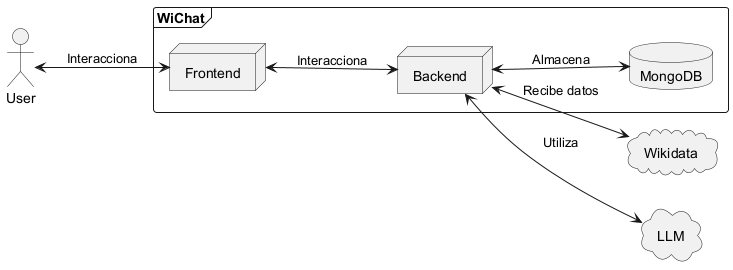 WiChat
Interacciona
User
Frontend
Interacciona
Backend
Almacena
MongoDB
Recibe datos
Wikidata
Utiliza
LLM